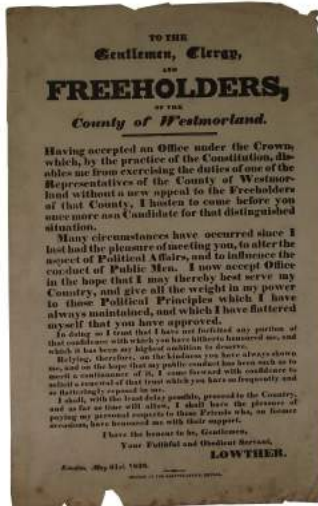 TO THE
Gentlemen, Clergy,
AND
FREEHOLDERS,
OF THE
County of Westmorland.
Having accepted an Office under the Crown,
which, by the practice of the Constitution, dis-
ables me from exercising the duties of one of the
Representatives of the County of Westmor-
land without a new appeal to the Freeholders
of that County, I hasten to come before you
once more as a Candidate for that distinguished
situation.
Many circumstances have occurred since I
last had the pleasure of meeting you, to alter the
aspect of Political Affairs, and to influence the
conduct of Public Men. I now accept Office
in the hope that I may thereby best serve my
Country, and give all the weight in my power
to those Political Principles which I have
always maintained, and which I have flattered
myself that you have approved.
In doing so I trust that I have not forfeited any portion of
that confidence with which you have hitherto honoured me, and
which it has been my highest ambition to deserve.
Relying, therefore, on the kindness you have always shown
me, and on the hope that my public conduct has been such as to
merit a continuance of it, I come forward with confidence to
solicit a renewal of that trust which you have so frequently and
so flatteringly reposed in me.
I shall, with the least delay possible, proceed to the Country,
and as far as time will allow, I shall have the pleasure of
paying my personal respects to those Friends who, on former
occasions, have honoured me with their support.
I have the honour to be, Gentlemen,
Your Faithful and Obedient Servant,
LOWTHER.
London, May 31st.